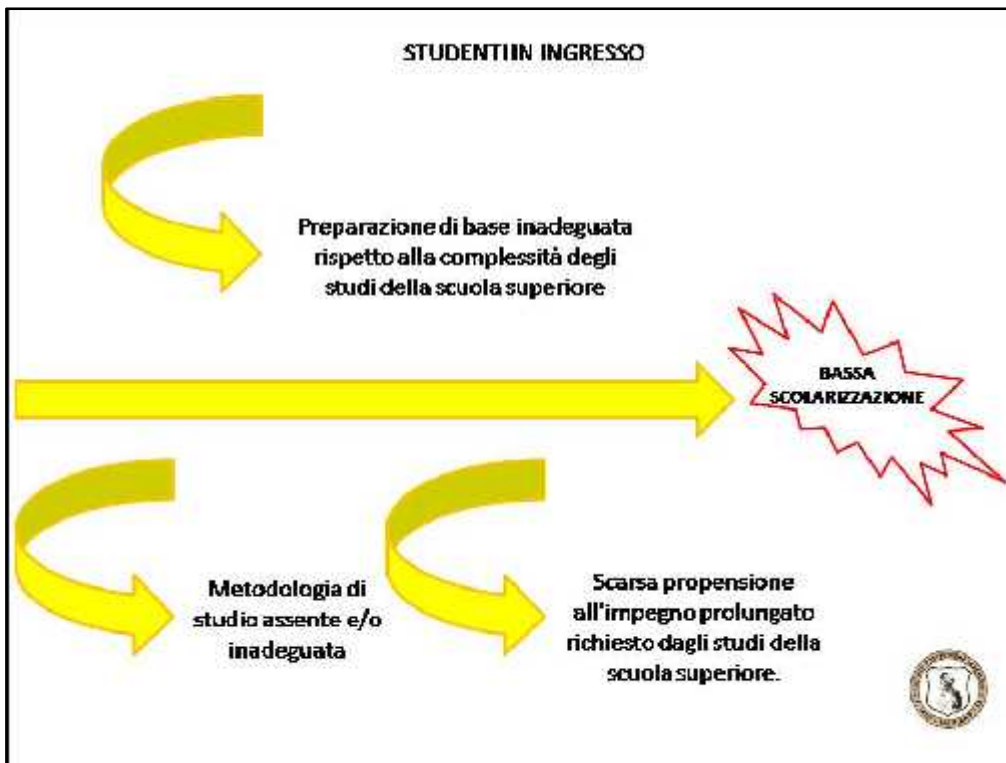 STUDENTI IN INGRESSO
Preparazione di base inadeguata
rispetto alla complessità degli
studi della scuola superiore
BASSA
SCOLARIZZAZIONE
Metodologia di
studio assente e/o
inadeguata
Scarsa propensione
all'impegno prolungato
richiesto dagli studi della
scuola superiore.